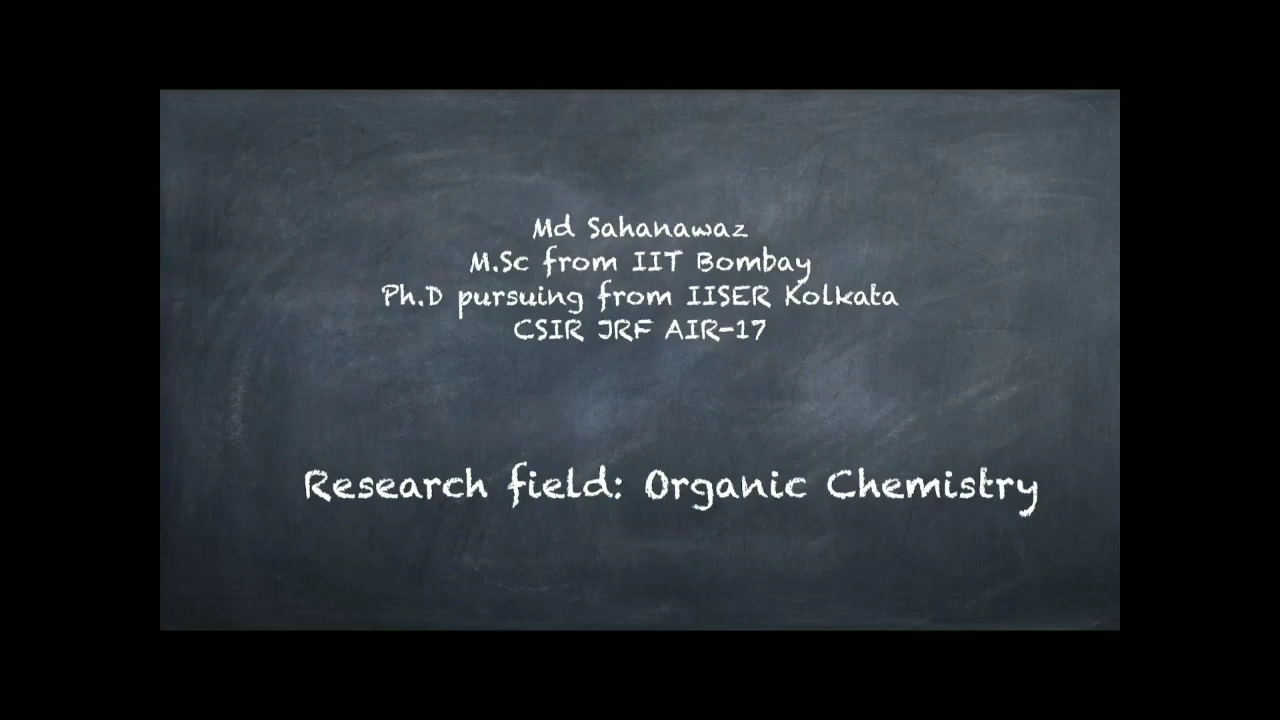 Md Sahanawaz
M.Sc from IIT Bombay
Ph.D pursuing from IISER Kolkata
CSIR JRF AIR-17
Research field: Organic Chemistry